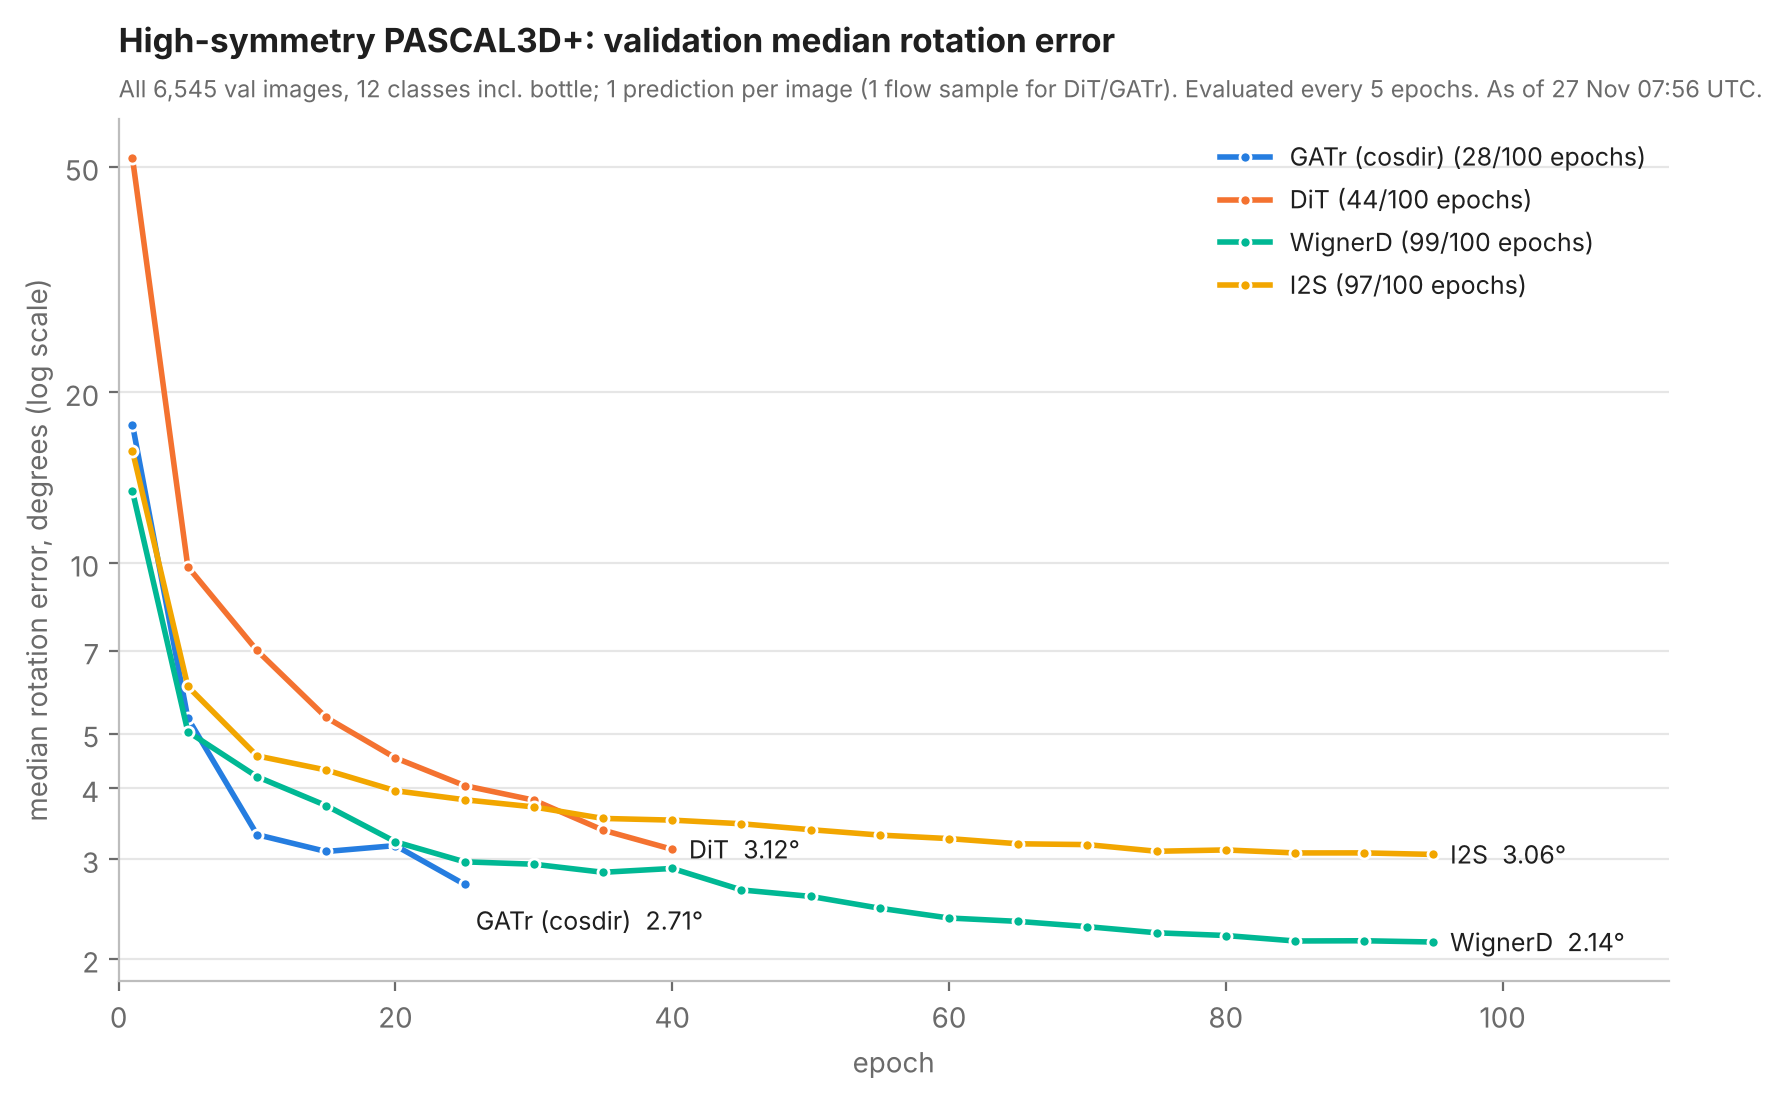 High-symmetry PASCAL3D+: validation median rotation error
All 6,545 val images, 12 classes incl. bottle; 1 prediction per image (1 flow sample for DiT/GATr). Evaluated every 5 epochs. As of 27 Nov 07:56 UTC.
GATr (cosdir) (28/100 epochs)
DiT (44/100 epochs)
WignerD (99/100 epochs)
I2S (97/100 epochs)
median rotation error, degrees (log scale)
50
20
10
7
5
4
3
2
DiT 3.12°
I2S 3.06°
GATr (cosdir) 2.71°
WignerD 2.14°
0 20 40 60 80 100
epoch